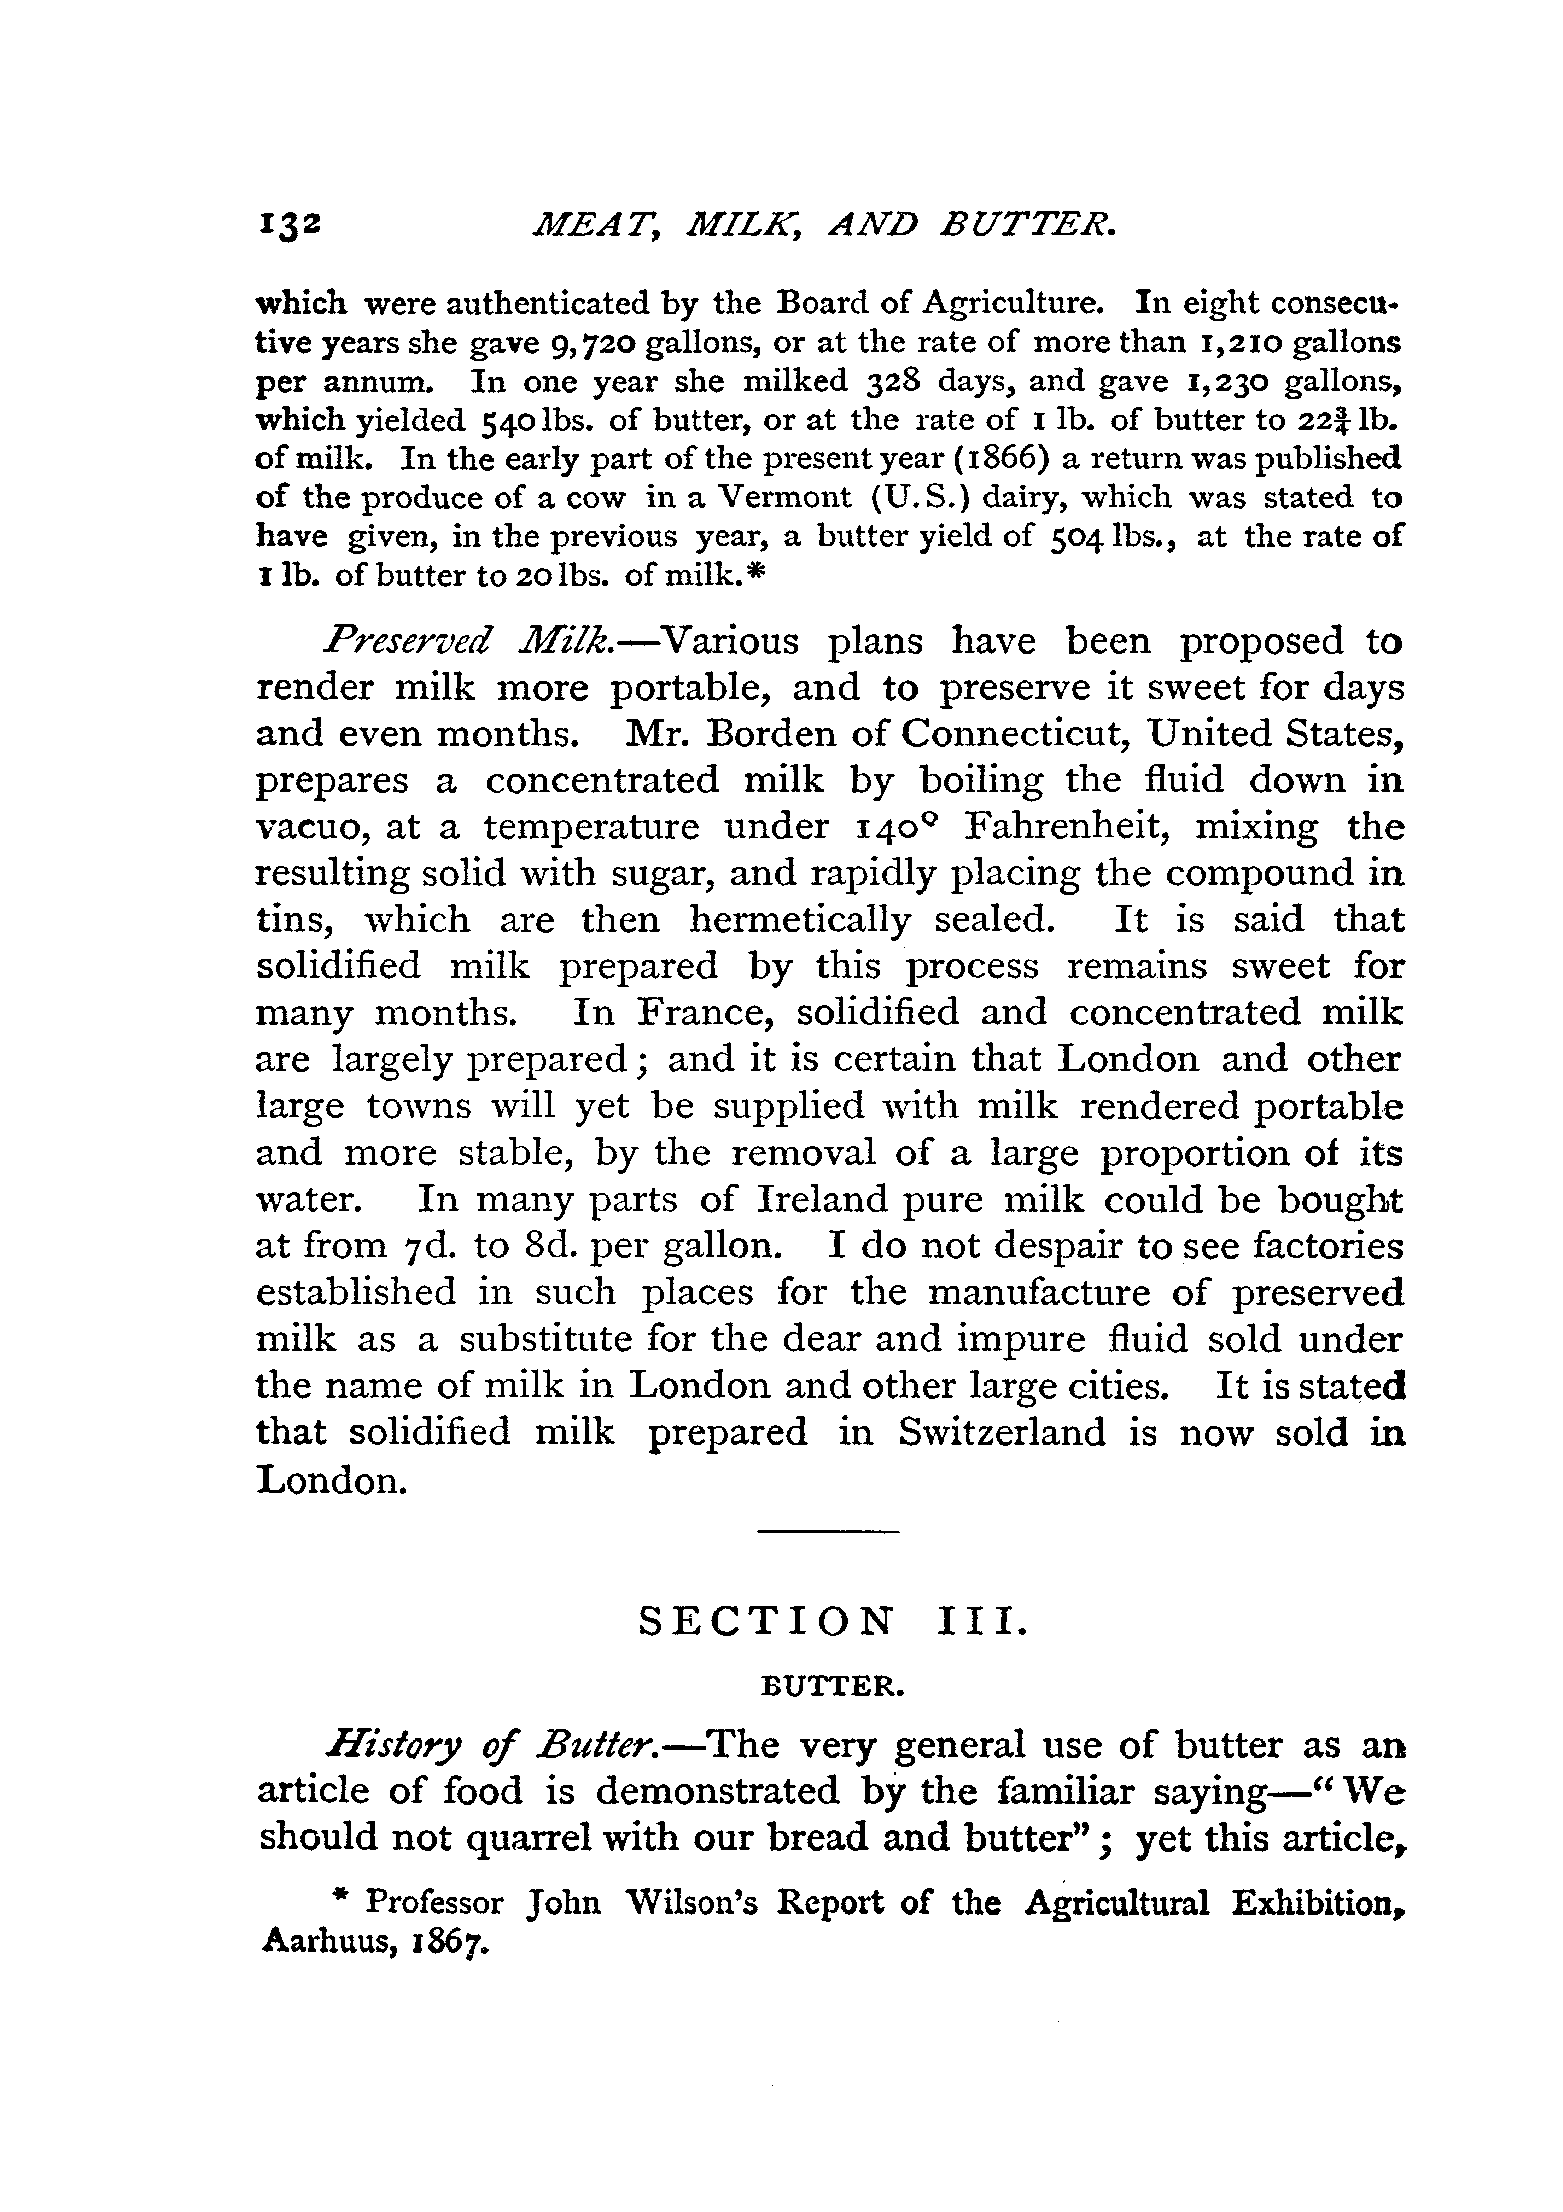 132 MEAT, MILK, AND BUTTER.
which were authenticated by the Board of Agriculture. In eight consecu-
tive years she gave 9,720 gallons, or at the rate of more than 1,210 gallons
per annum. In one year she milked 328 days, and gave 1,230 gallons,
which yielded 540 lbs. of butter, or at the rate of 1 lb. of butter to 22¾ lb.
of milk. In the early part of the present year (1866) a return was published
of the produce of a cow in a Vermont (U.S.) dairy, which was stated to
have given, in the previous year, a butter yield of 504 lbs., at the rate of
1 lb. of butter to 20 lbs. of milk.*
Preserved Milk.—Various plans have been proposed to
render milk more portable, and to preserve it sweet for days
and even months. Mr. Borden of Connecticut, United States,
prepares a concentrated milk by boiling the fluid down in
vacuo, at a temperature under 140° Fahrenheit, mixing the
resulting solid with sugar, and rapidly placing the compound in
tins, which are then hermetically sealed. It is said that
solidified milk prepared by this process remains sweet for
many months. In France, solidified and concentrated milk
are largely prepared; and it is certain that London and other
large towns will yet be supplied with milk rendered portable
and more stable, by the removal of a large proportion of its
water. In many parts of Ireland pure milk could be bought
at from 7d. to 8d. per gallon. I do not despair to see factories
established in such places for the manufacture of preserved
milk as a substitute for the dear and impure fluid sold under
the name of milk in London and other large cities. It is stated
that solidified milk prepared in Switzerland is now sold in
London.
SECTION III.
BUTTER.
History of Butter.—The very general use of butter as an
article of food is demonstrated by the familiar saying—“We
should not quarrel with our bread and butter”; yet this article,
* Professor John Wilson's Report of the Agricultural Exhibition,
Aarhuus, 1867.